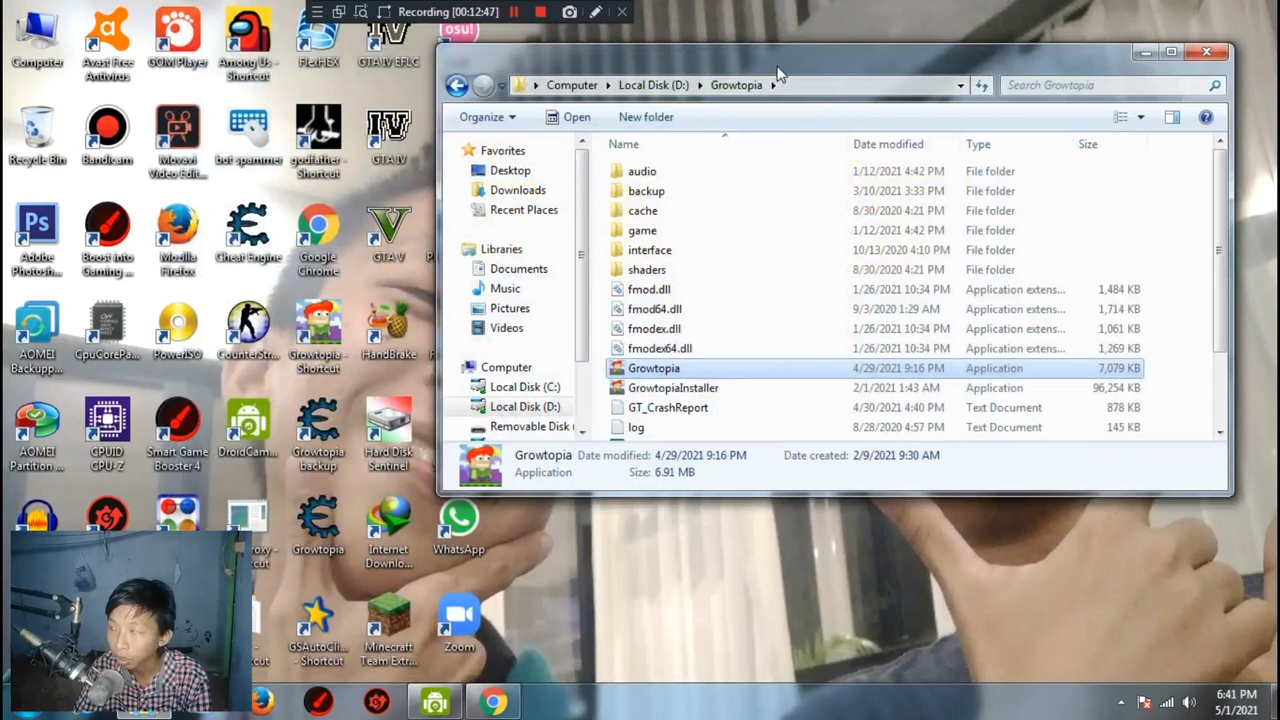 Recording [00:12:47]
Computer
Avast Free Antivirus
GOM Player
Among Us - Shortcut
FlexHEX
GTA IV EFLC
osu!
Recycle Bin
Bandicam
Movavi Video Edit...
bot spammer
godfather - Shortcut
GTA IV
Adobe Photosh...
Boost Into Gaming ...
Mozilla Firefox
Cheat Engine
Google Chrome
GTA V
AOMEI Backupp...
CpuCorePa...
PowerISO
CounterStr...
Growtopia - Shortcut
HandBrake
AOMEI Partition ...
CPUID CPU-Z
Smart Game Booster 4
DroidCam...
Growtopia backup
Hard Disk Sentinel
Growtopia
Internet Downlo...
WhatsApp
GSAutoCli... - Shortcut
Minecraft Team Extr...
Zoom
Computer Local Disk (D:) Growtopia
Search Growtopia
Organize Open New folder
Favorites
Desktop
Downloads
Recent Places
Libraries
Documents
Music
Pictures
Videos
Computer
Local Disk (C:)
Local Disk (D:)
Removable Disk
Name Date modified Type Size
audio 1/12/2021 4:42 PM File folder
backup 3/10/2021 3:33 PM File folder
cache 8/30/2020 4:21 PM File folder
game 1/12/2021 4:42 PM File folder
interface 10/13/2020 4:10 PM File folder
shaders 8/30/2020 4:21 PM File folder
fmod.dll 1/26/2021 10:34 PM Application extens... 1,484 KB
fmod64.dll 9/3/2020 1:29 AM Application extens... 1,714 KB
fmodex.dll 1/26/2021 10:34 PM Application extens... 1,061 KB
fmodex64.dll 1/26/2021 10:34 PM Application extens... 1,269 KB
Growtopia 4/29/2021 9:16 PM Application 7,079 KB
GrowtopiaInstaller 2/1/2021 1:43 AM Application 96,254 KB
GT_CrashReport 4/30/2021 4:40 PM Text Document 878 KB
log 8/28/2020 4:57 PM Text Document 145 KB
Growtopia Date modified: 4/29/2021 9:16 PM Date created: 2/9/2021 9:30 AM
Application Size: 6.91 MB
6:41 PM
5/1/2021